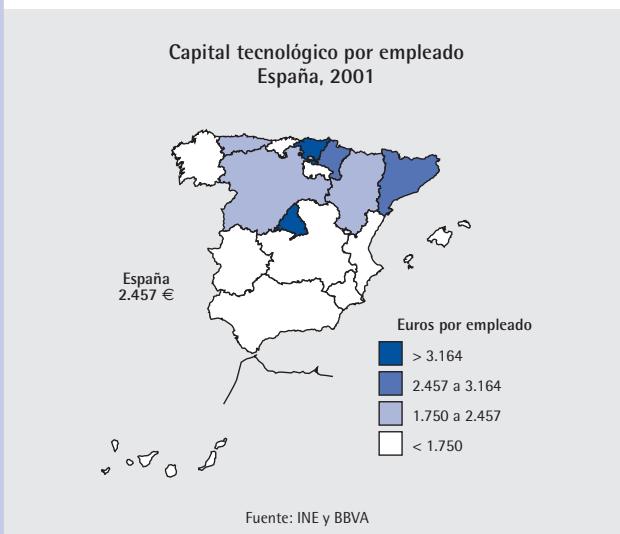 Capital tecnológico por empleado
España, 2001
España
2.457 €
Euros por empleado
> 3.164
2.457 a 3.164
1.750 a 2.457
< 1.750
Fuente: INE y BBVA